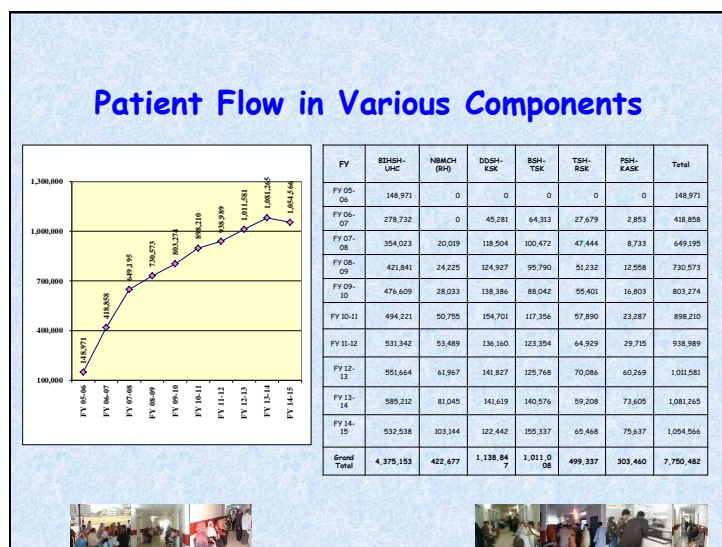 Patient Flow in Various Components
1,300,000
1,000,000
700,000
400,000
100,000
148,971
418,858
649,195
730,573
803,274
898,210
938,989
1,011,581
1,081,265
1,054,566
FY 05-06
FY 06-07
FY 07-08
FY 08-09
FY 09-10
FY 10-11
FY 11-12
FY 12-13
FY 13-14
FY 14-15
FY BIHSH-UHC NBMCH (RH) DDSH-KSK BSH-TSK TSH-RSK PSH-KASK Total
FY 05-06 148,971 0 0 0 0 0 148,971
FY 06-07 278,732 0 45,281 64,313 27,679 2,853 418,858
FY 07-08 354,023 20,019 118,504 100,472 47,444 8,733 649,195
FY 08-09 421,841 24,225 124,927 95,790 51,232 12,558 730,573
FY 09-10 476,609 28,033 138,386 88,042 55,401 16,803 803,274
FY 10-11 494,221 50,755 154,701 117,356 57,890 23,287 898,210
FY 11-12 531,342 53,489 136,160 123,354 64,929 29,715 938,989
FY 12-13 551,664 61,967 141,827 125,768 70,086 60,269 1,011,581
FY 13-14 585,212 81,045 141,619 140,576 59,208 73,605 1,081,265
FY 14-15 532,538 103,144 122,442 155,337 65,468 75,637 1,054,566
Grand Total 4,375,153 422,677 1,138,847 1,011,008 499,337 303,460 7,750,482